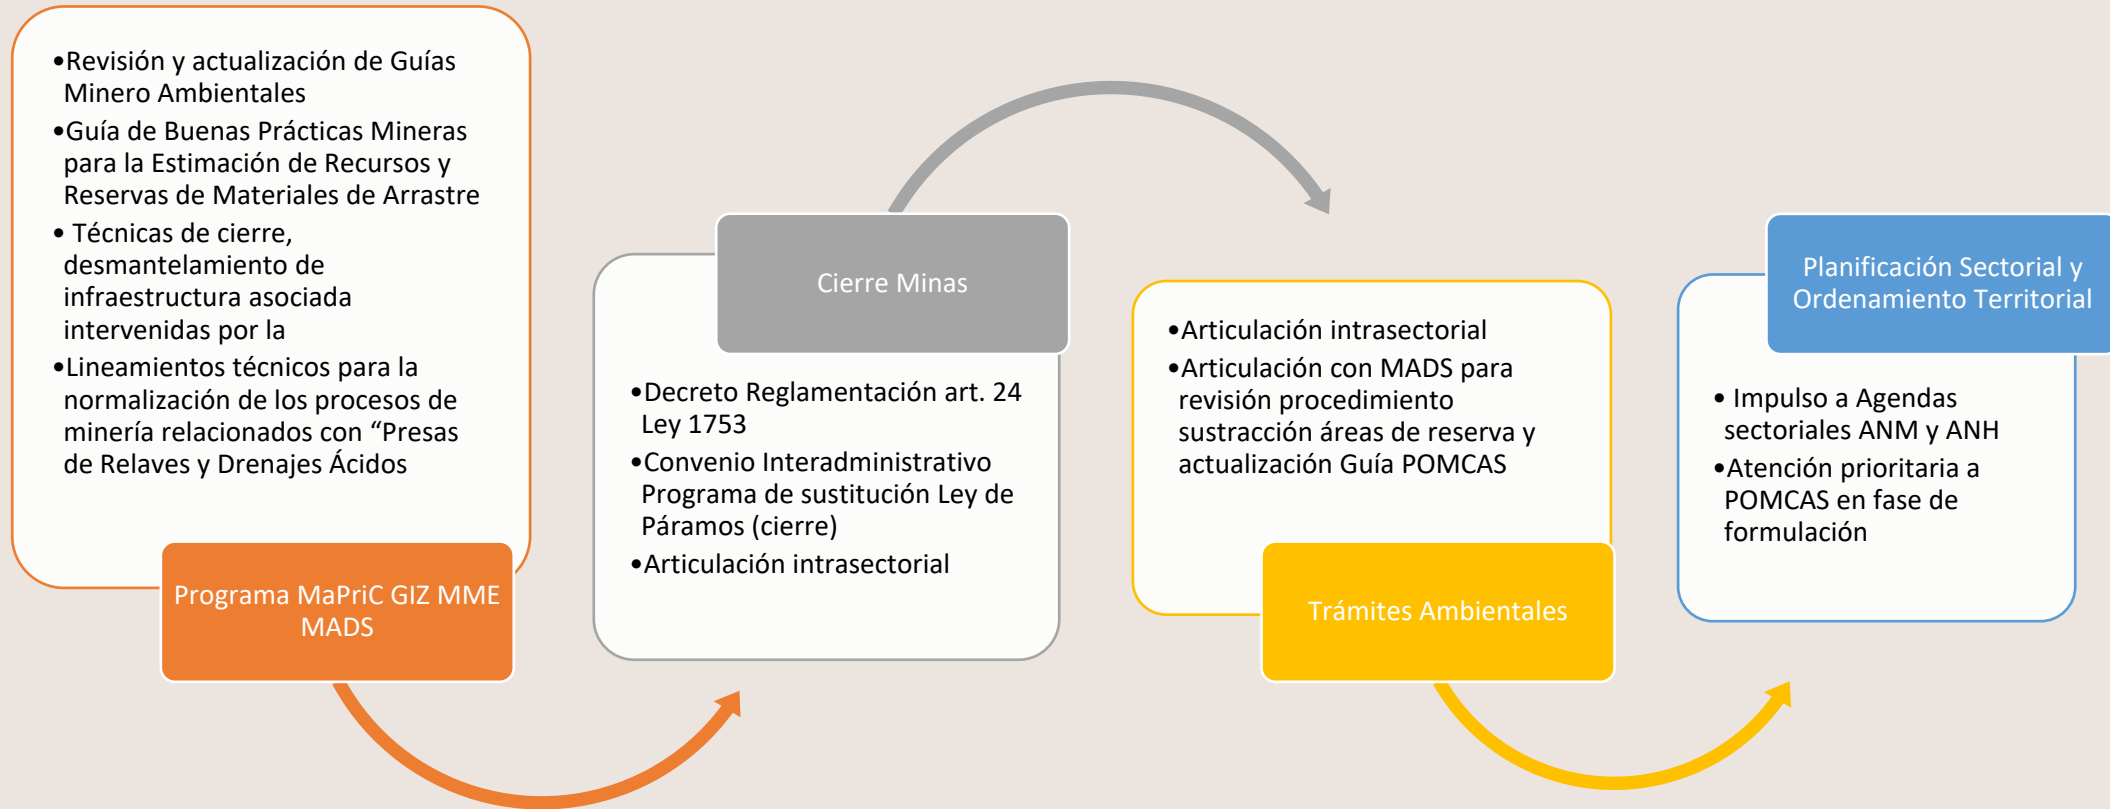 •Revisión y actualización de Guías
Minero Ambientales
•Guía de Buenas Prácticas Mineras
para la Estimación de Recursos y
Reservas de Materiales de Arrastre
• Técnicas de cierre,
desmantelamiento de
infraestructura asociada
intervenidas por la
•Lineamientos técnicos para la
normalización de los procesos de
minería relacionados con “Presas
de Relaves y Drenajes Ácidos
Programa MaPriC GIZ MME
MADS
Cierre Minas
•Decreto Reglamentación art. 24
Ley 1753
•Convenio Interadministrativo
Programa de sustitución Ley de
Páramos (cierre)
•Articulación intrasectorial
•Articulación intrasectorial
•Articulación con MADS para
revisión procedimiento
sustracción áreas de reserva y
actualización Guía POMCAS
Trámites Ambientales
Planificación Sectorial y
Ordenamiento Territorial
• Impulso a Agendas
sectoriales ANM y ANH
•Atención prioritaria a
POMCAS en fase de
formulación